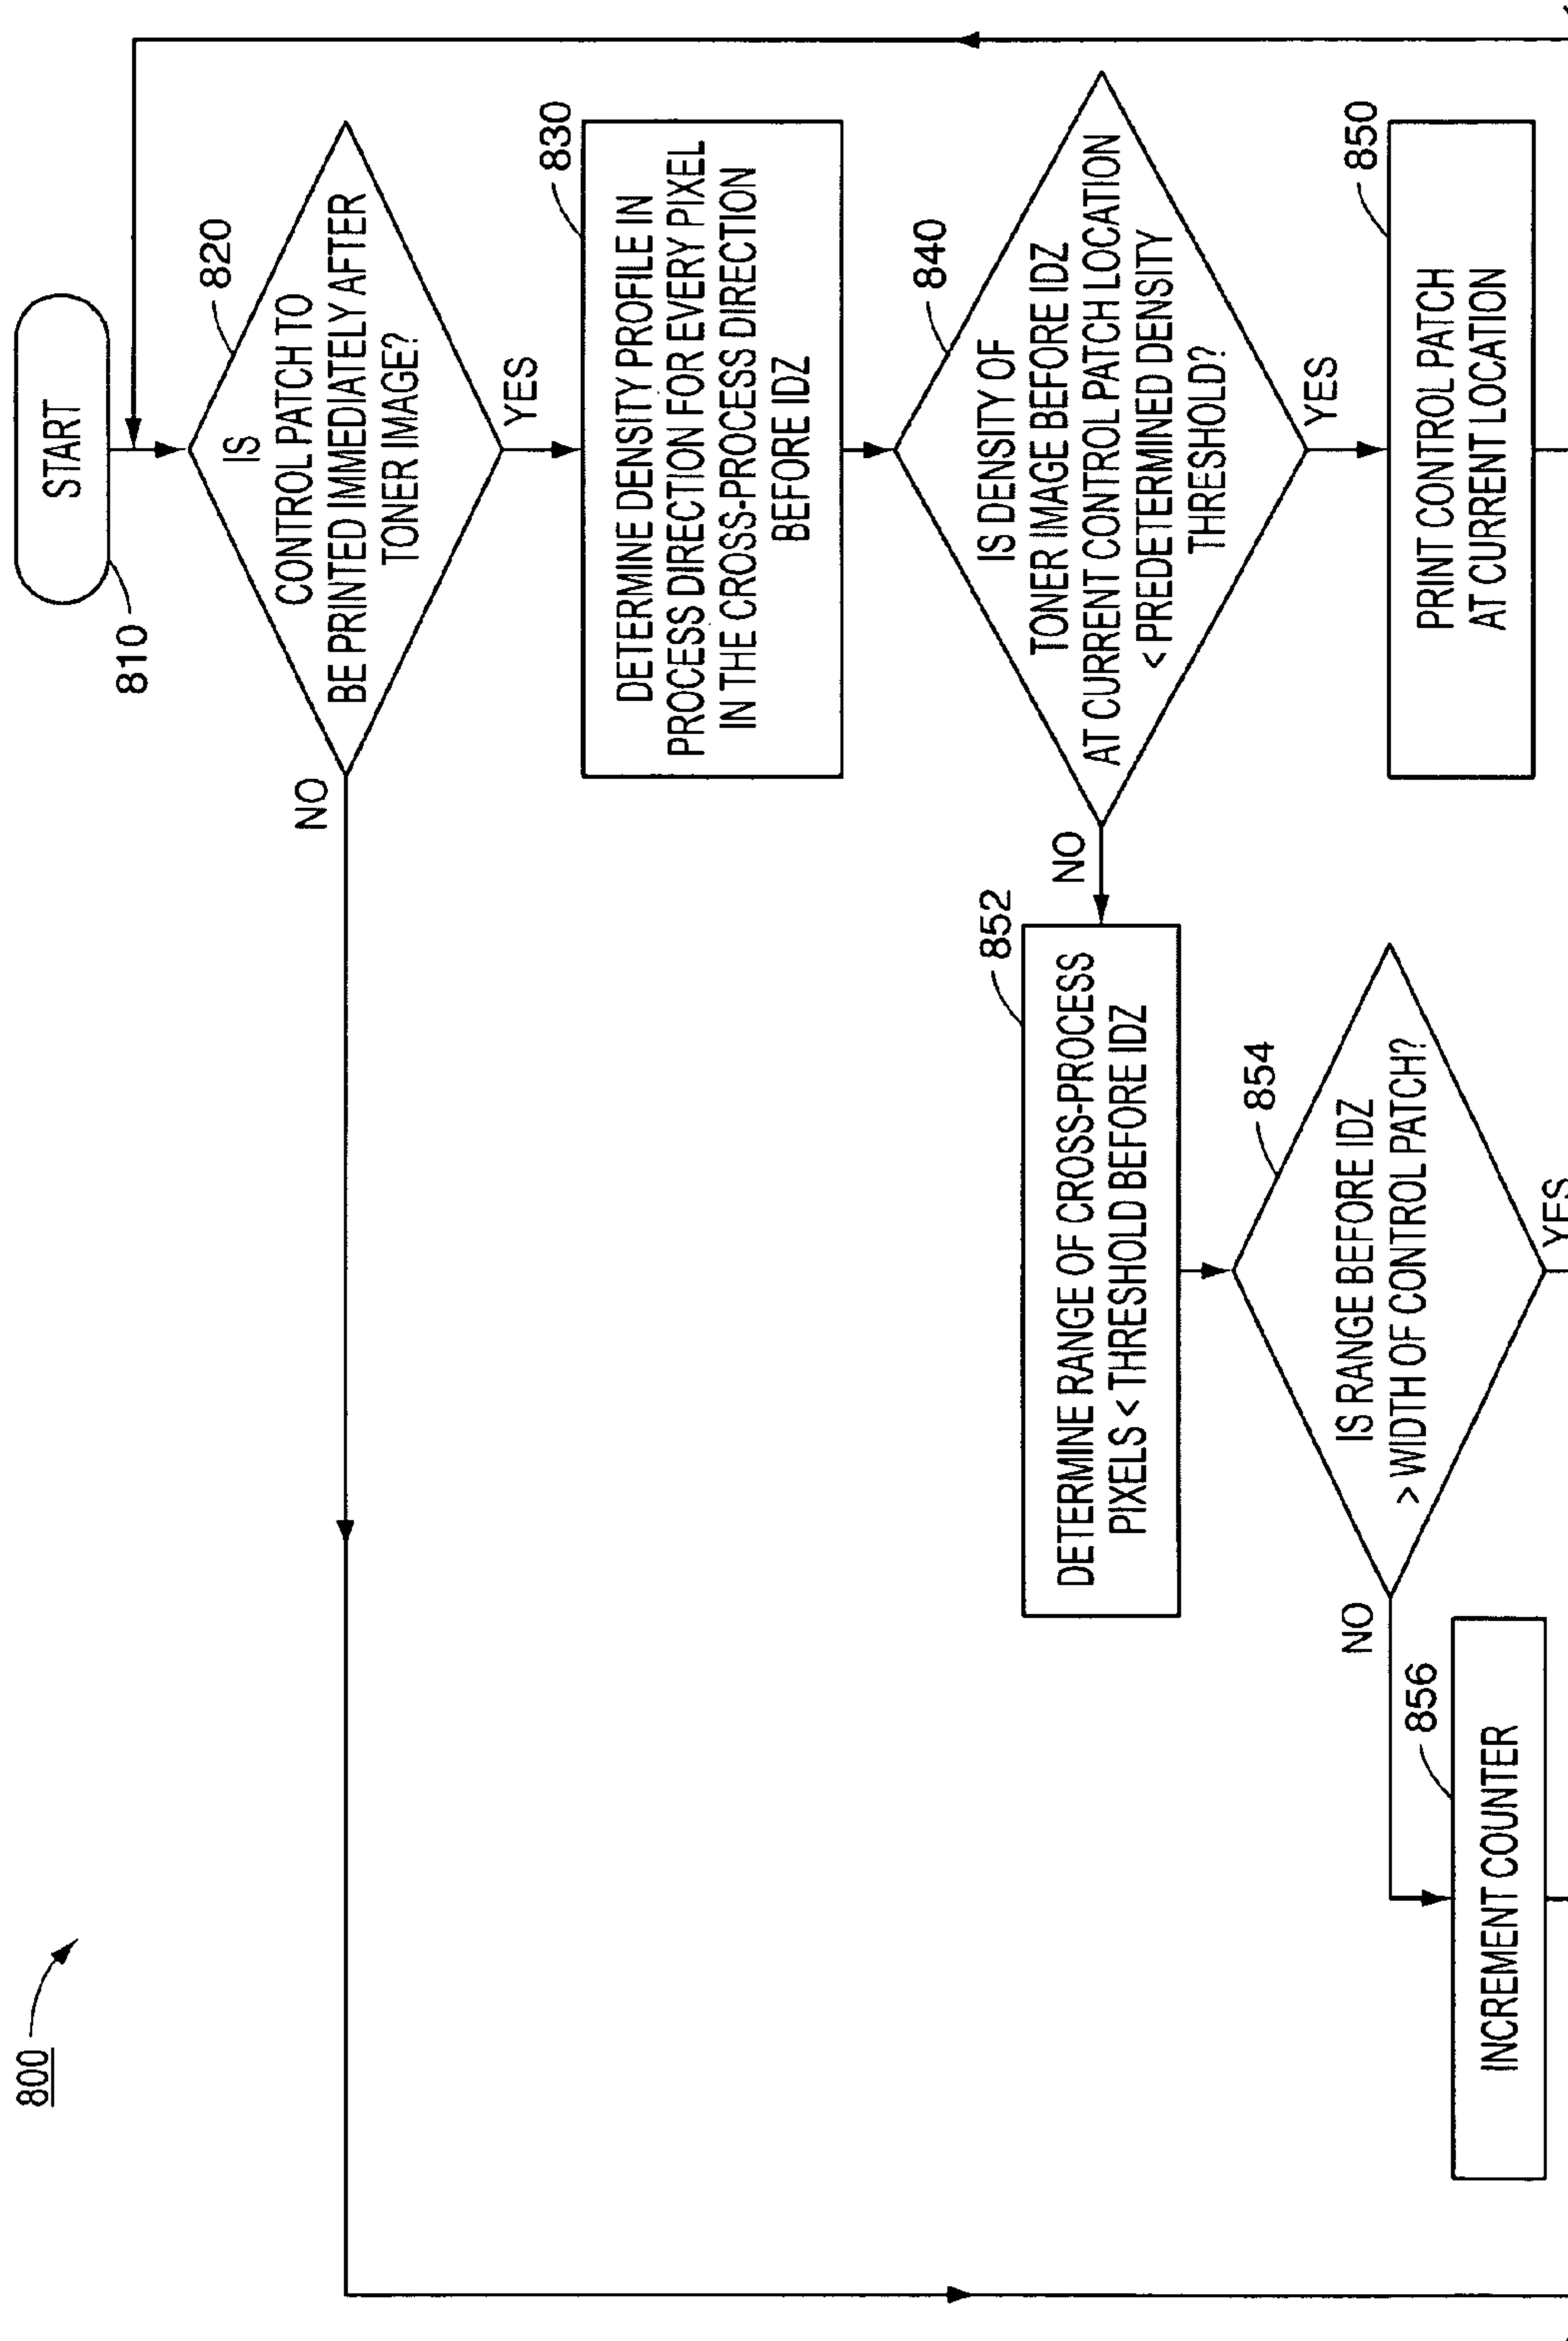 800
START
810
820
IS
CONTROL PATCH TO
BE PRINTED IMMEDIATELY AFTER
TONER IMAGE?
NO
YES
830
DETERMINE DENSITY PROFILE IN
PROCESS DIRECTION FOR EVERY PIXEL
IN THE CROSS-PROCESS DIRECTION
BEFORE IDZ
840
IS DENSITY OF
TONER IMAGE BEFORE IDZ
AT CURRENT CONTROL PATCH LOCATION
< PREDETERMINED DENSITY
THRESHOLD?
NO
YES
850
PRINT CONTROL PATCH
AT CURRENT LOCATION
852
DETERMINE RANGE OF CROSS-PROCESS
PIXELS < THRESHOLD BEFORE IDZ
854
IS RANGE BEFORE IDZ
> WIDTH OF CONTROL PATCH?
NO
YES
856
INCREMENT COUNTER